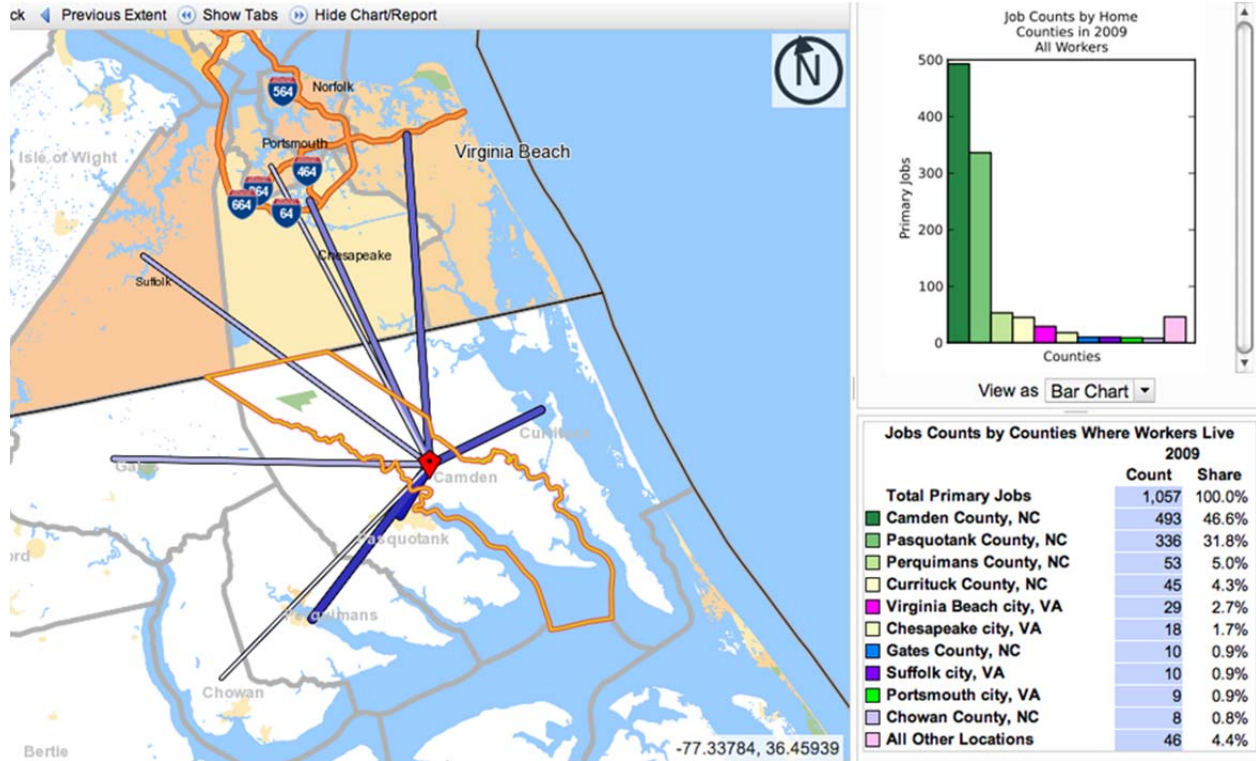 ck Previous Extent Show Tabs Hide Chart/Report
N
564
Norfolk
Portsmouth
Isle of Wight
464
Virginia Beach
664
64
Chesapeake
Suffolk
Currituck
Gates
Camden
Pasquotank
Perquimans
Chowan
Bertie
-77.33784, 36.45939
Job Counts by Home
Counties in 2009
All Workers
500
400
300
200
100
0
Primary Jobs
Counties
View as Bar Chart
Jobs Counts by Counties Where Workers Live
2009
Count Share
Total Primary Jobs 1,057 100.0%
Camden County, NC 493 46.6%
Pasquotank County, NC 336 31.8%
Perquimans County, NC 53 5.0%
Currituck County, NC 45 4.3%
Virginia Beach city, VA 29 2.7%
Chesapeake city, VA 18 1.7%
Gates County, NC 10 0.9%
Suffolk city, VA 10 0.9%
Portsmouth city, VA 9 0.9%
Chowan County, NC 8 0.8%
All Other Locations 46 4.4%